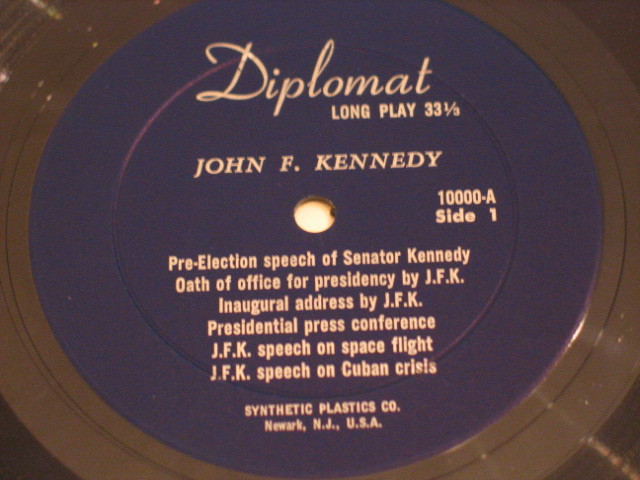 Diplomat
LONG PLAY 33⅓
JOHN F. KENNEDY
10000-A
Side 1
Pre-Election speech of Senator Kennedy
Oath of office for presidency by J.F.K.
Inaugural address by J.F.K.
Presidential press conference
J.F.K. speech on space flight
J.F.K. speech on Cuban crisis
SYNTHETIC PLASTICS CO.
Newark, N.J., U.S.A.